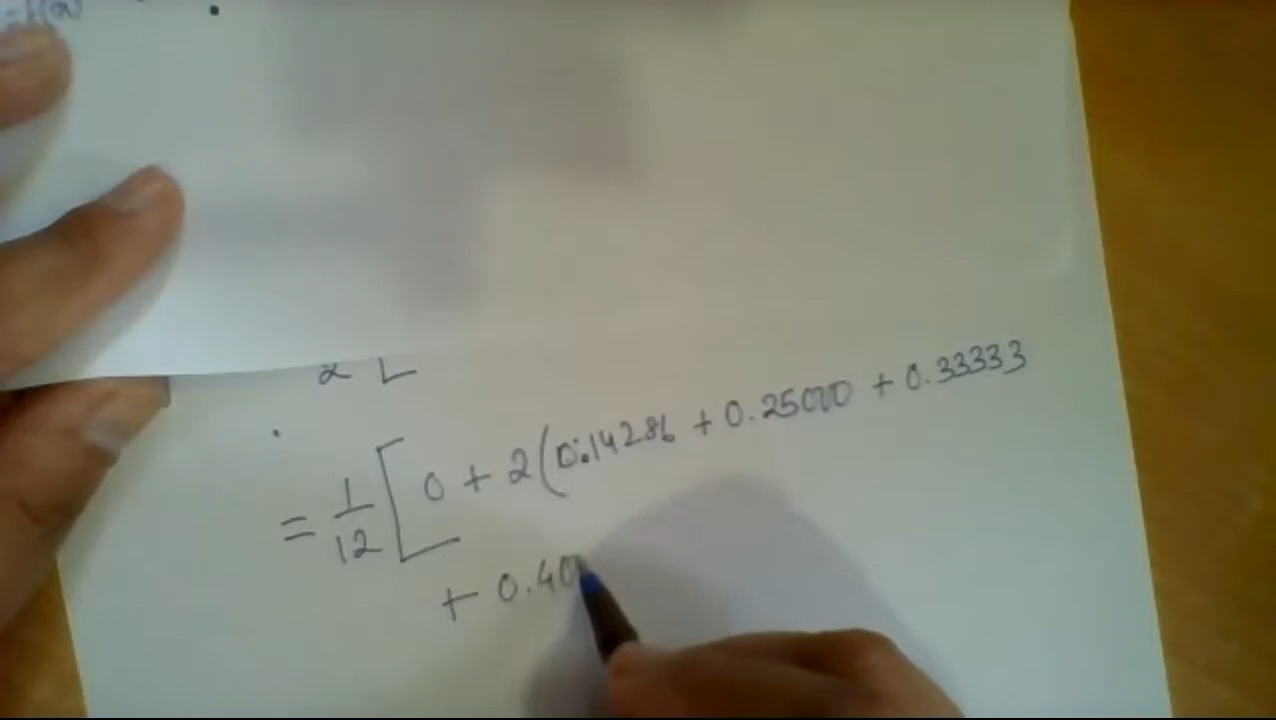 = 1/12 [ 0 + 2(0.14286 + 0.25000 + 0.33333
+ 0.40